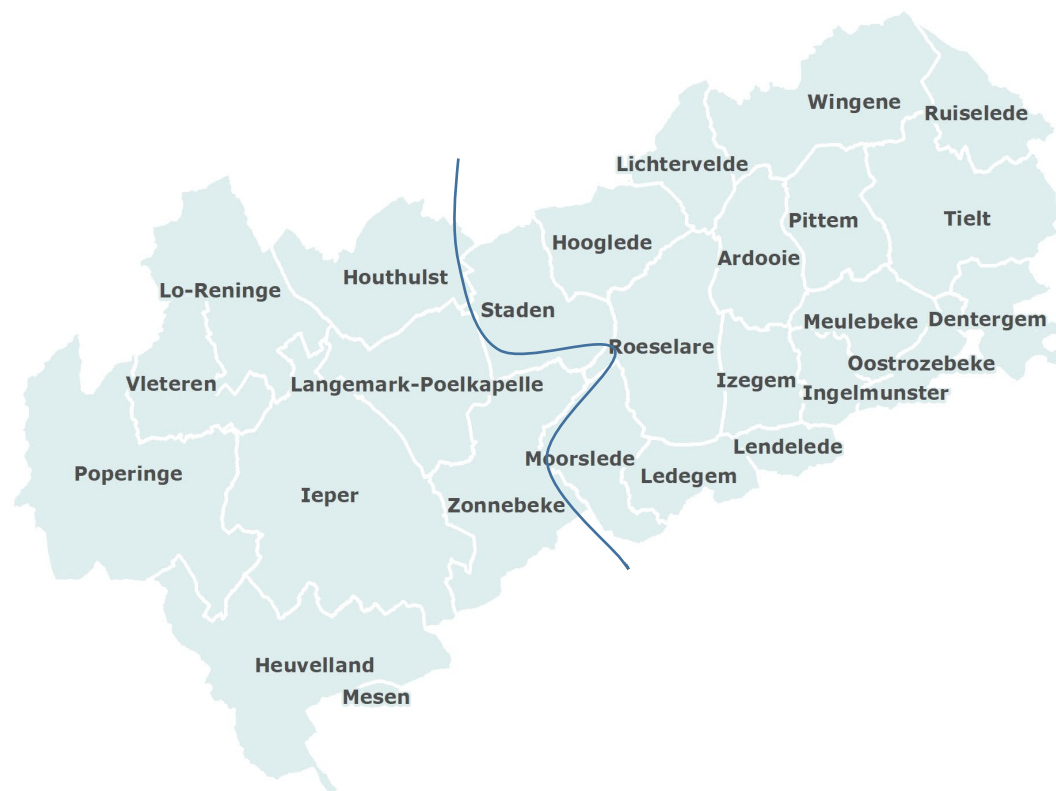 Wingene
Ruiselede
Lichtervelde
Pittem
Tielt
Hooglede
Ardooie
Houthulst
Lo-Reninge
Staden
Meulebeke
Dentergem
Roeselare
Oostrozebeke
Vleteren
Langemark-Poelkapelle
Izegem
Ingelmunster
Lendelede
Moorslede
Poperinge
Ledegem
Ieper
Zonnebeke
Heuvelland
Mesen